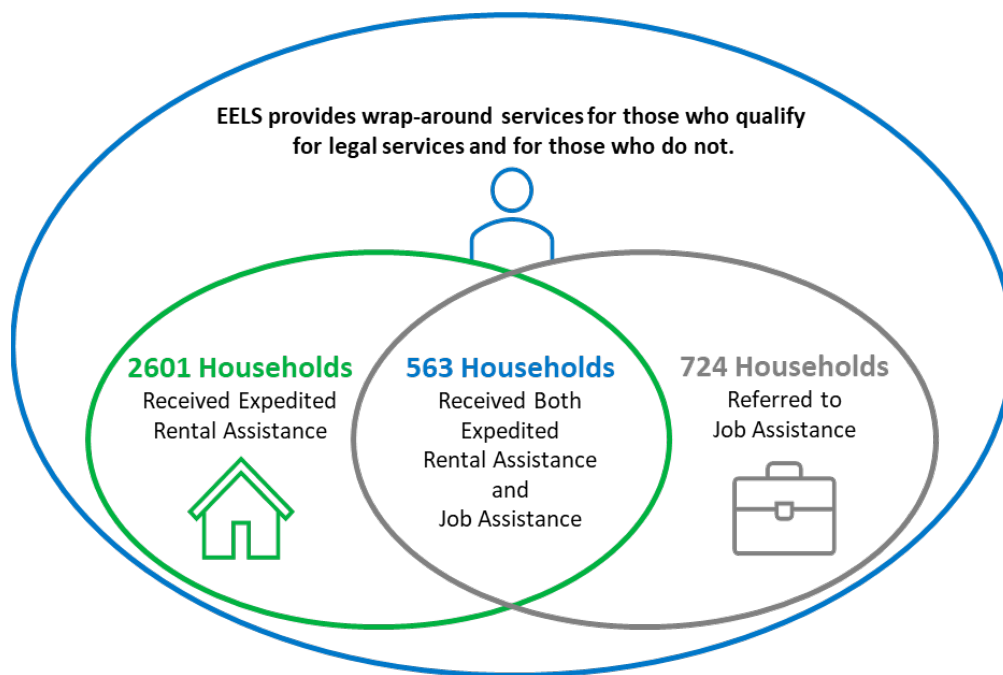 EELS provides wrap-around services for those who qualify
for legal services and for those who do not.
2601 Households
Received Expedited
Rental Assistance
563 Households
Received Both
Expedited
Rental Assistance
and
Job Assistance
724 Households
Referred to
Job Assistance